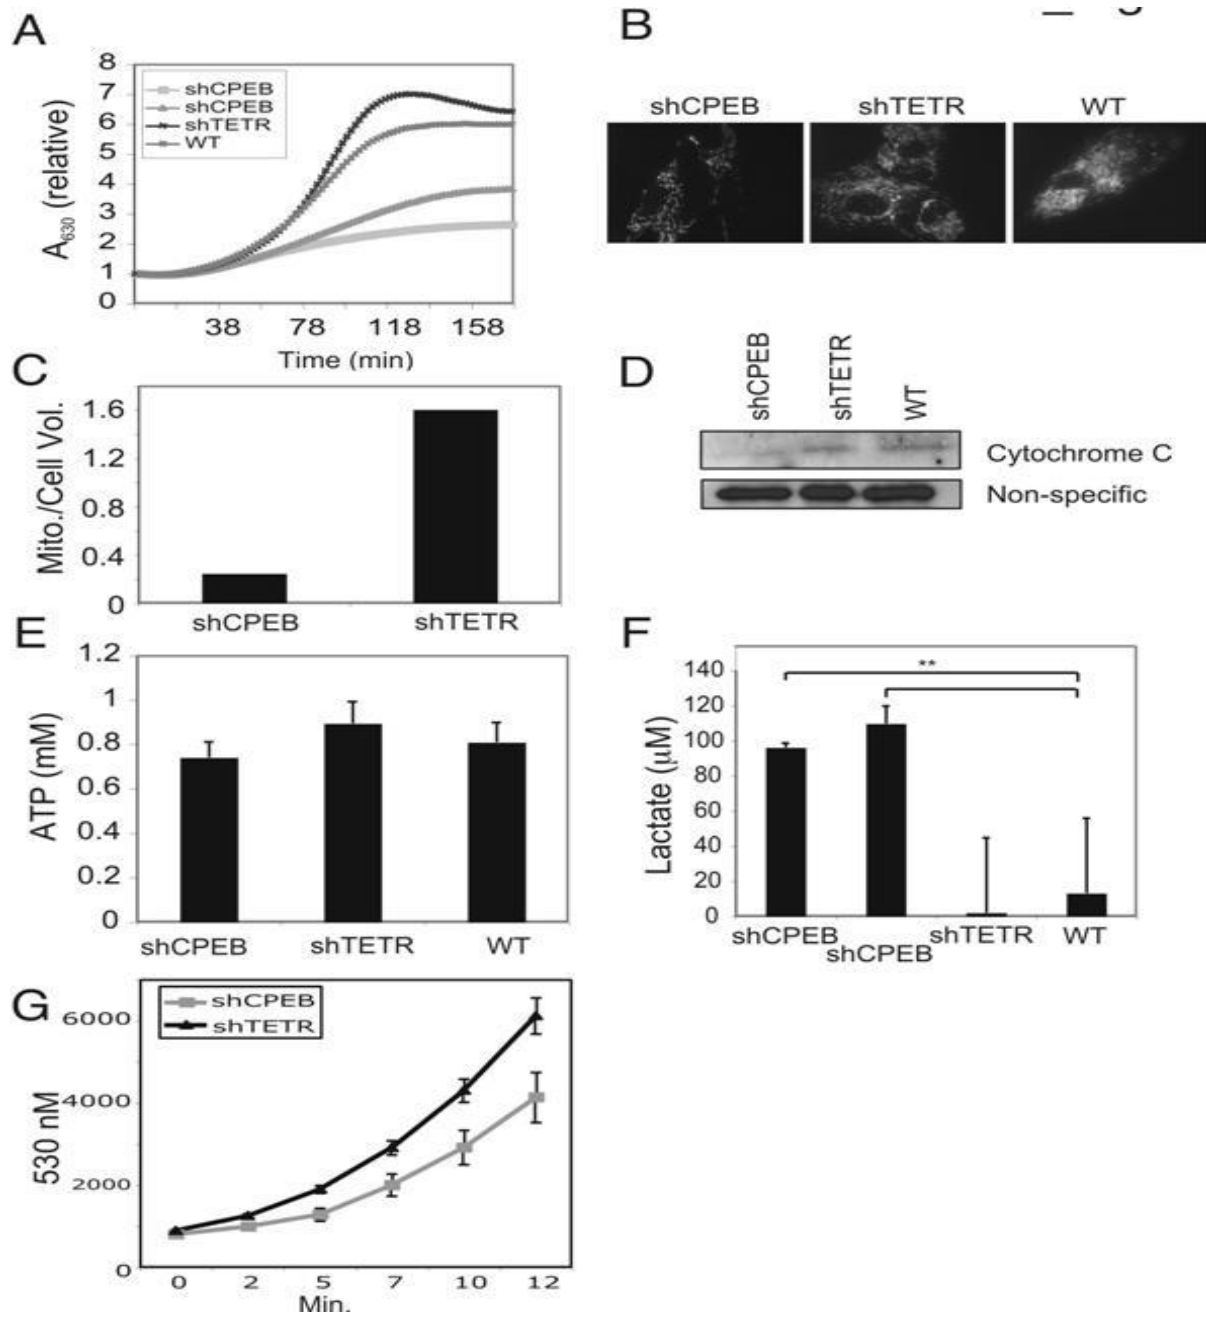 A
8
7
6
5
4
3
2
1
0
A630 (relative)
shCPEB
shCPEB
shTETR
WT
38 78 118 158
Time (min)
B
shCPEB shTETR WT
C
1.6
1.2
0.8
0.4
0
Mito./Cell Vol.
shCPEB shTETR
D
shCPEB shTETR WT
Cytochrome C
Non-specific
E
1.2
1
0.8
0.6
0.4
0.2
0
ATP (mM)
shCPEB shTETR WT
F
140
120
100
80
60
40
20
0
Lactate (µM)
**
shCPEB shCPEB shTETR WT
G
6000
4000
2000
0
530 nM
shCPEB
shTETR
0 2 5 7 10 12
Min.